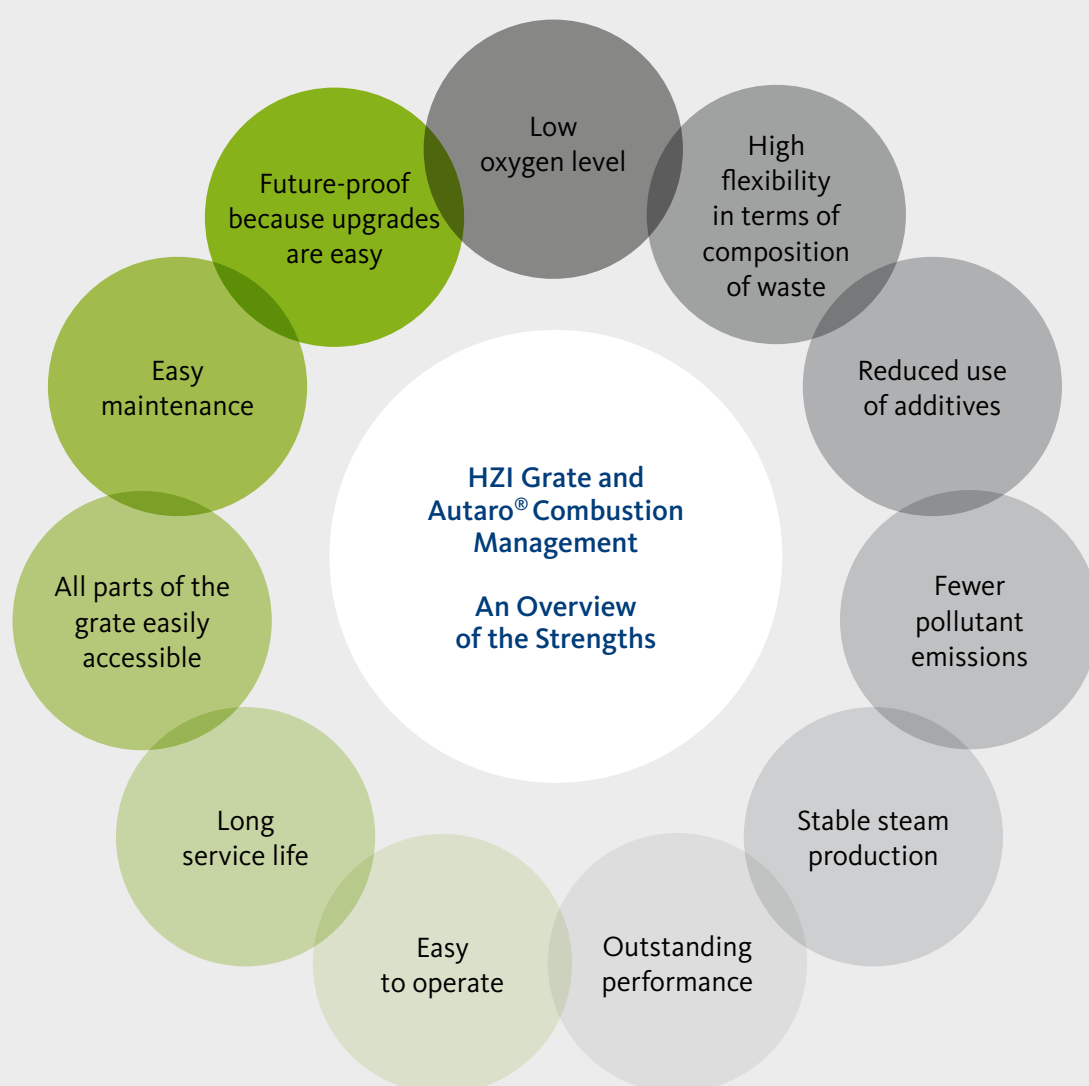 Low
oxygen level
High
flexibility
in terms of
composition
of waste
Reduced use
of additives
Fewer
pollutant
emissions
Stable steam
production
Outstanding
performance
Easy
to operate
Long
service life
All parts of the
grate easily
accessible
Easy
maintenance
Future-proof
because upgrades
are easy
HZI Grate and
Autaro® Combustion
Management
An Overview
of the Strengths